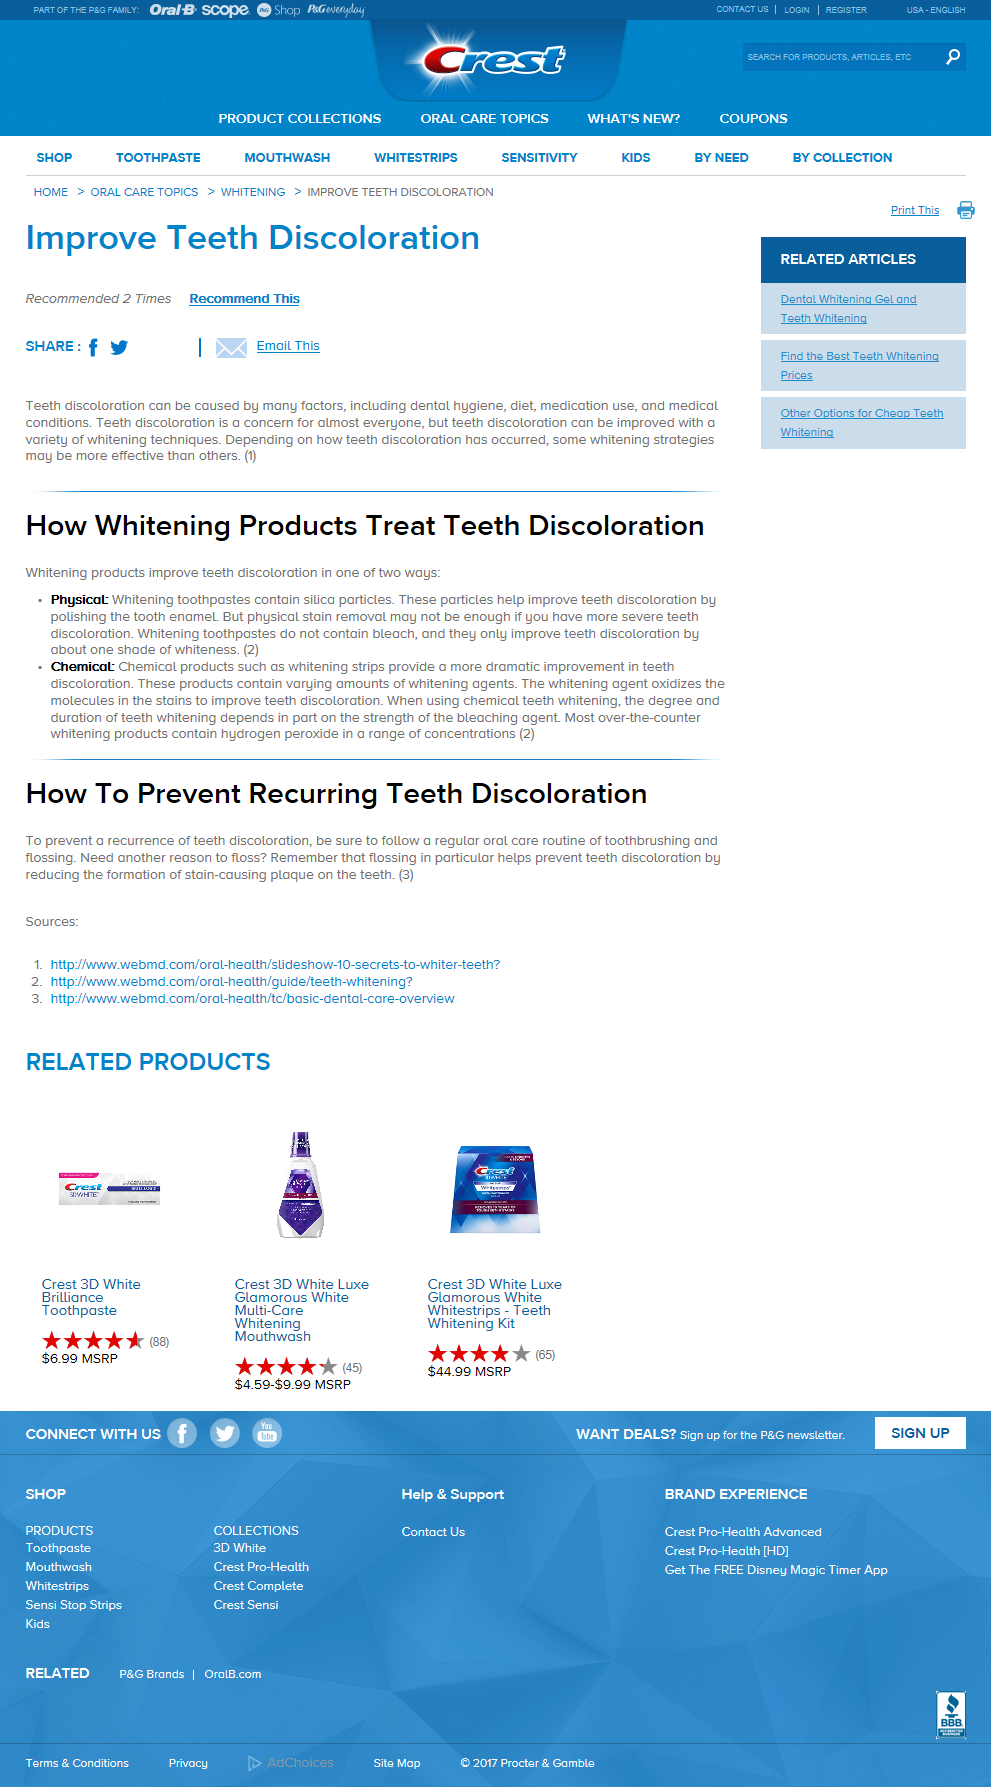 PART OF THE P&G FAMILY: Oral-B scope P&G Shop P&G everyday
CONTACT US | LOGIN | REGISTER USA - ENGLISH
Crest
SEARCH FOR PRODUCTS, ARTICLES, ETC
PRODUCT COLLECTIONS ORAL CARE TOPICS WHAT'S NEW? COUPONS
SHOP TOOTHPASTE MOUTHWASH WHITESTRIPS SENSITIVITY KIDS BY NEED BY COLLECTION
HOME > ORAL CARE TOPICS > WHITENING > IMPROVE TEETH DISCOLORATION
Print This
Improve Teeth Discoloration
Recommended 2 Times Recommend This
SHARE : | Email This
RELATED ARTICLES
Dental Whitening Gel and
Teeth Whitening
Find the Best Teeth Whitening
Prices
Other Options for Cheap Teeth
Whitening
Teeth discoloration can be caused by many factors, including dental hygiene, diet, medication use, and medical
conditions. Teeth discoloration is a concern for almost everyone, but teeth discoloration can be improved with a
variety of whitening techniques. Depending on how teeth discoloration has occurred, some whitening strategies
may be more effective than others. (1)
How Whitening Products Treat Teeth Discoloration
Whitening products improve teeth discoloration in one of two ways:
• Physical: Whitening toothpastes contain silica particles. These particles help improve teeth discoloration by
polishing the tooth enamel. But physical stain removal may not be enough if you have more severe teeth
discoloration. Whitening toothpastes do not contain bleach, and they only improve teeth discoloration by
about one shade of whiteness. (2)
• Chemical: Chemical products such as whitening strips provide a more dramatic improvement in teeth
discoloration. These products contain varying amounts of whitening agents. The whitening agent oxidizes the
molecules in the stains to improve teeth discoloration. When using chemical teeth whitening, the degree and
duration of teeth whitening depends in part on the strength of the bleaching agent. Most over-the-counter
whitening products contain hydrogen peroxide in a range of concentrations (2)
How To Prevent Recurring Teeth Discoloration
To prevent a recurrence of teeth discoloration, be sure to follow a regular oral care routine of toothbrushing and
flossing. Need another reason to floss? Remember that flossing in particular helps prevent teeth discoloration by
reducing the formation of stain-causing plaque on the teeth. (3)
Sources:
1. http://www.webmd.com/oral-health/slideshow-10-secrets-to-whiter-teeth?
2. http://www.webmd.com/oral-health/guide/teeth-whitening?
3. http://www.webmd.com/oral-health/tc/basic-dental-care-overview
RELATED PRODUCTS
Crest
3D WHITE
BRILLIANCE
Crest
3D WHITE
Whitestrips
Crest 3D White
Brilliance
Toothpaste
(88)
$6.99 MSRP
Crest 3D White Luxe
Glamorous White
Multi-Care
Whitening
Mouthwash
(45)
$4.59-$9.99 MSRP
Crest 3D White Luxe
Glamorous White
Whitestrips - Teeth
Whitening Kit
(65)
$44.99 MSRP
CONNECT WITH US You Tube WANT DEALS? Sign up for the P&G newsletter. SIGN UP
SHOP
PRODUCTS
Toothpaste
Mouthwash
Whitestrips
Sensi Stop Strips
Kids
COLLECTIONS
3D White
Crest Pro-Health
Crest Complete
Crest Sensi
Help & Support
Contact Us
BRAND EXPERIENCE
Crest Pro-Health Advanced
Crest Pro-Health [HD]
Get The FREE Disney Magic Timer App
RELATED P&G Brands | OralB.com
BBB
ACCREDITED
BUSINESS
Terms & Conditions Privacy AdChoices Site Map © 2017 Procter & Gamble